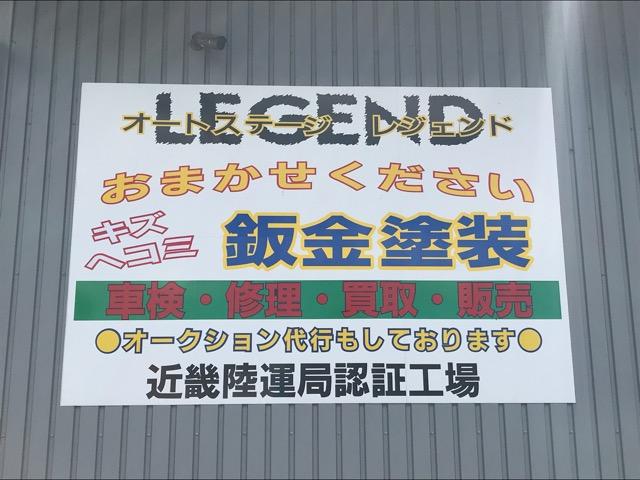 LEGEND
オートステージ レジェンド
おまかせください
キズ
ヘコミ
鈑金塗装
車検・修理・買取・販売
●オークション代行もしております●
近畿陸運局認証工場